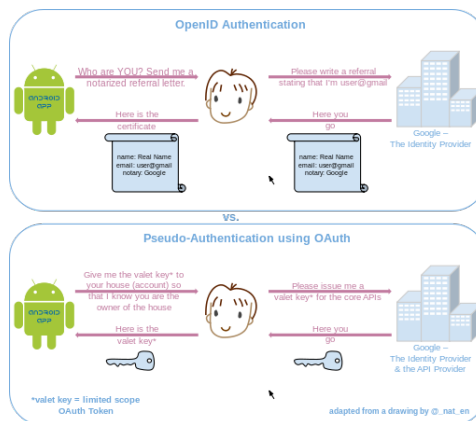 OpenID Authentication
Who are YOU? Send me a
notarized referral letter.
Please write a referral
stating that I'm user@gmail
ANDROID
APP
Here is the
certificate
Here you
go
name: Real Name
email: user@gmail
notary: Google
name: Real Name
email: user@gmail
notary: Google
Google –
The Identity Provider
vs.
Pseudo-Authentication using OAuth
Give me the valet key* to
your house (account) so
that I know you are the
owner of the house
Please issue me a
valet key* for the core APIs
ANDROID
APP
Here is the
valet key*
Here you
go
Google –
The Identity Provider
& the API Provider
*valet key = limited scope
OAuth Token
adapted from a drawing by @_nat_en